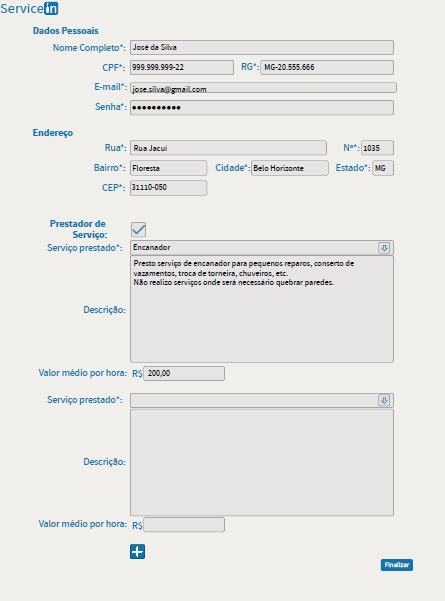 Service in
Dados Pessoais
Nome Completo*: José da Silva
CPF*: 999.999.999-22 RG*: MG-20.555.666
E-mail*: jose.silva@gmail.com
Senha*: ●●●●●●●●●●
Endereço
Rua*: Rua Jacuí Nº*: 1035
Bairro*: Floresta Cidade*: Belo Horizonte Estado*: MG
CEP*: 31110-050
Prestador de
Serviço:
Serviço prestado*: Encanador
Presto serviço de encanador para pequenos reparos, conserto de
vazamentos, troca de torneira, chuveiros, etc.
Não realizo serviços onde será necessário quebrar paredes.
Descrição:
Valor médio por hora: R$ 200,00
Serviço prestado*:
Descrição:
Valor médio por hora: R$
Finalizar